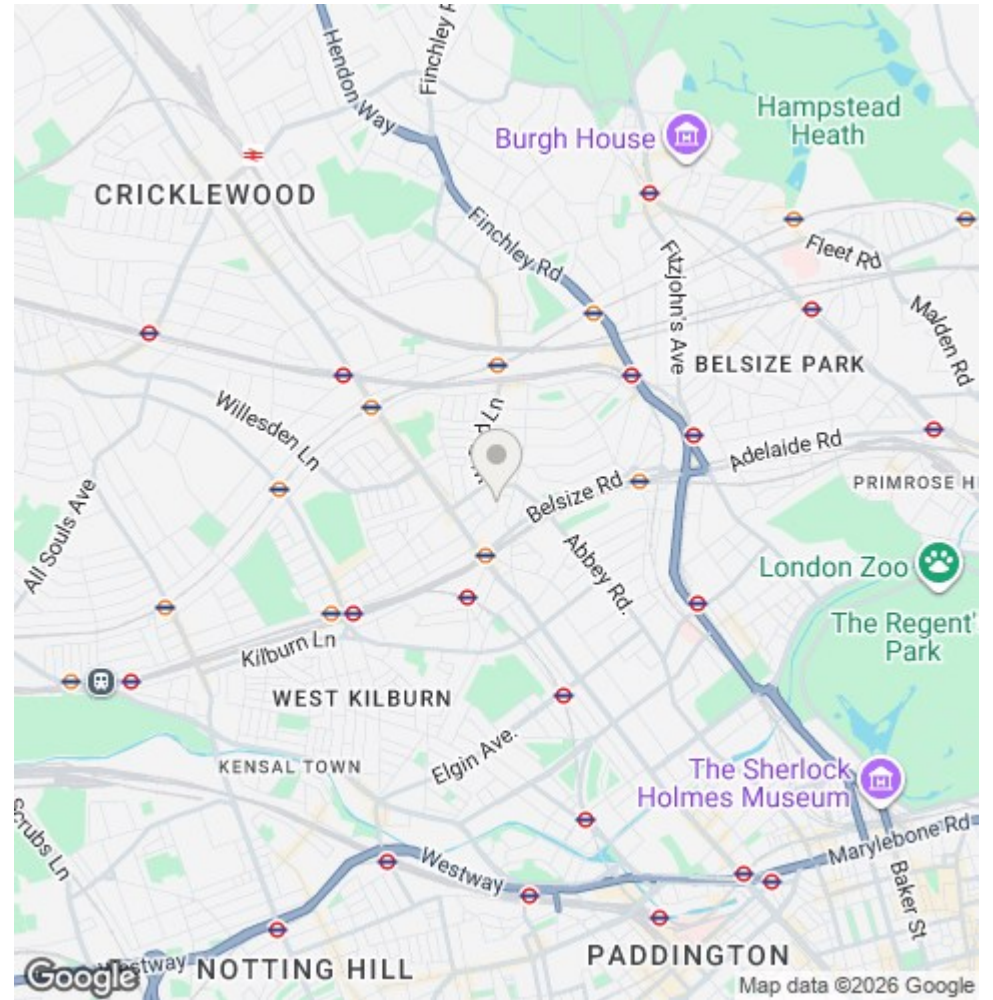 Hendon Way
Finchley R
Burgh House
Hampstead
Heath
CRICKLEWOOD
Finchley Rd
Fitzjohn's Ave
Fleet Rd
Malden Rd
BELSIZE PARK
Willesden Ln
Ln
Adelaide Rd
Belsize Rd
PRIMROSE HI
All Souls Ave
Abbey Rd.
London Zoo
The Regent'
Park
Kilburn Ln
WEST KILBURN
Elgin Ave.
KENSAL TOWN
The Sherlock
Holmes Museum
Scrubs Ln
Westway
Marylebone Rd
Baker St
Westway
NOTTING HILL
PADDINGTON
Google
Map data ©2026 Google